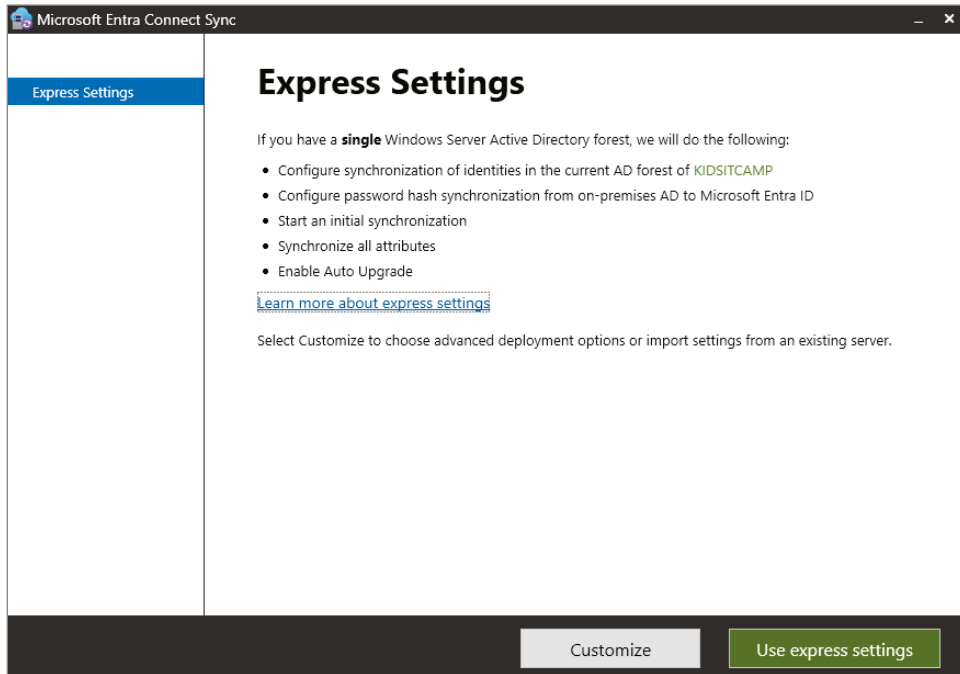 Microsoft Entra Connect Sync
Express Settings
Express Settings
If you have a single Windows Server Active Directory forest, we will do the following:
• Configure synchronization of identities in the current AD forest of KIDSITCAMP
• Configure password hash synchronization from on-premises AD to Microsoft Entra ID
• Start an initial synchronization
• Synchronize all attributes
• Enable Auto Upgrade
Learn more about express settings
Select Customize to choose advanced deployment options or import settings from an existing server.
Customize
Use express settings